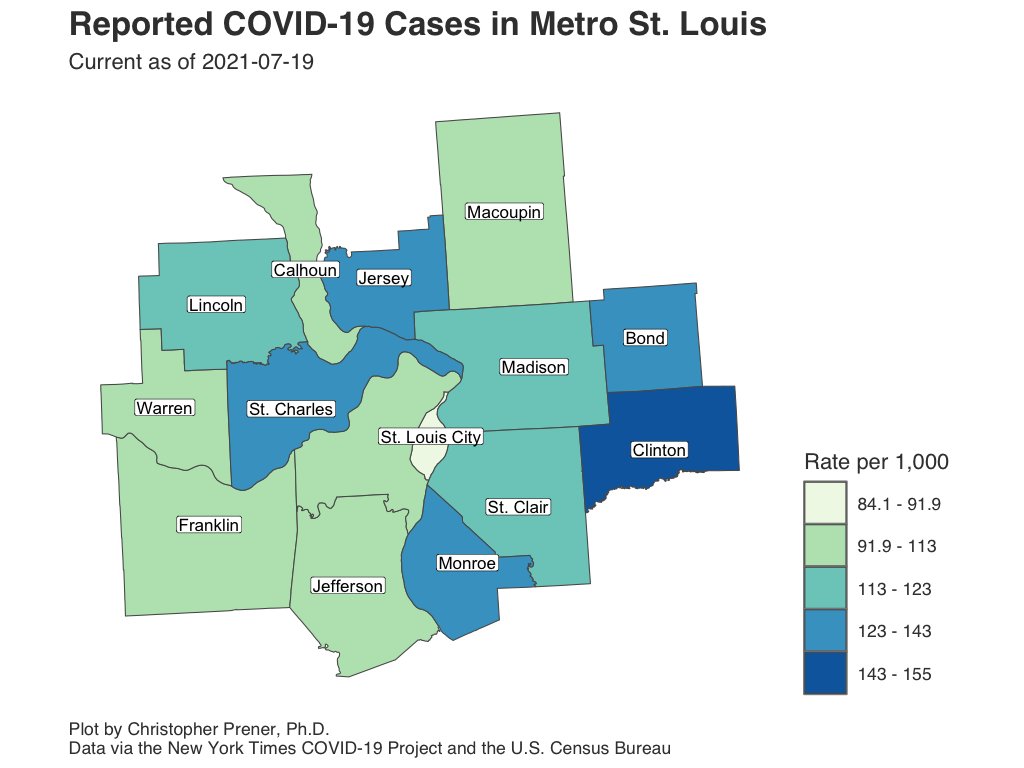 Reported COVID-19 Cases in Metro St. Louis
Current as of 2021-07-19
Macoupin
Calhoun
Jersey
Lincoln
Bond
Madison
Warren
St. Charles
St. Louis City
Clinton
St. Clair
Franklin
Monroe
Jefferson
Rate per 1,000
84.1 - 91.9
91.9 - 113
113 - 123
123 - 143
143 - 155
Plot by Christopher Prener, Ph.D.
Data via the New York Times COVID-19 Project and the U.S. Census Bureau